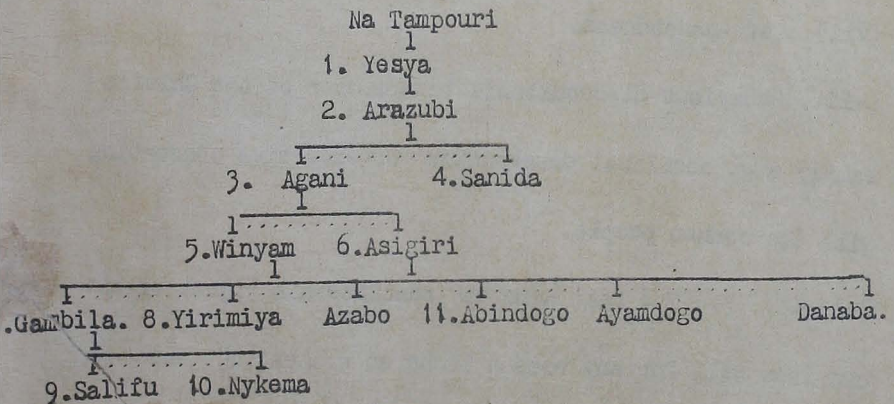 Na Tampouri
1. Yesya
2. Arazubi
3. Agani 4.Sanida
5.Winyam 6.Asigiri
.Gambila. 8.Yirimiya Azabo 11.Abindogo Ayamdogo Danaba.
9.Salifu 10.Nykema